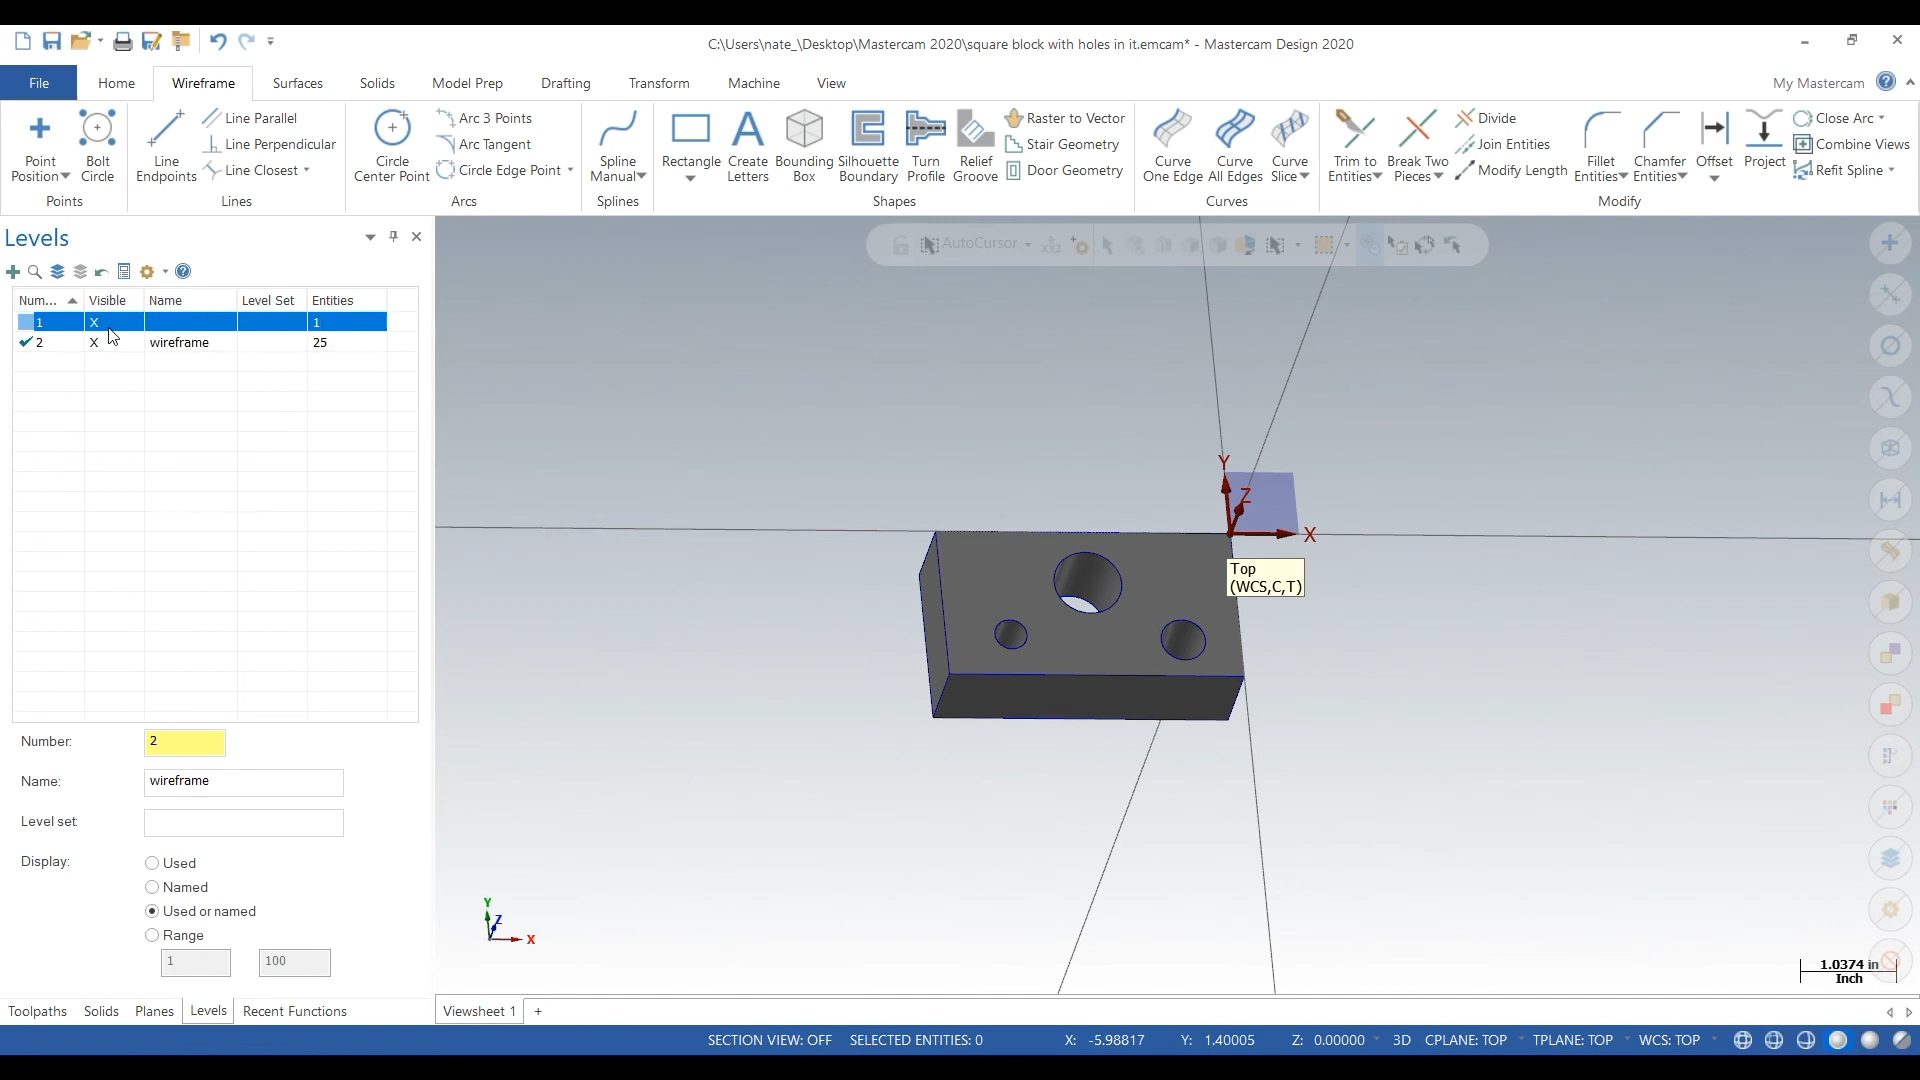 C:\Users\nate_\Desktop\Mastercam 2020\square block with holes in it.emcam* - Mastercam Design 2020
File Home Wireframe Surfaces Solids Model Prep Drafting Transform Machine View My Mastercam
Point Position
Bolt Circle
Points
Line Endpoints
Line Parallel
Line Perpendicular
Line Closest
Lines
Circle Center Point
Arc 3 Points
Arc Tangent
Circle Edge Point
Arcs
Spline Manual
Splines
Rectangle
Create Letters
Bounding Box
Silhouette Boundary
Turn Profile
Relief Groove
Raster to Vector
Stair Geometry
Door Geometry
Shapes
Curve One Edge
Curve All Edges
Curve Slice
Curves
Trim to Entities
Break Two Pieces
Divide
Join Entities
Modify Length
Fillet Entities
Chamfer Entities
Offset
Project
Close Arc
Combine Views
Refit Spline
Modify
Levels
Num... Visible Name Level Set Entities
1 X 1
2 X wireframe 25
Number: 2
Name: wireframe
Level set:
Display:
Used
Named
Used or named
Range
1 100
Toolpaths Solids Planes Levels Recent Functions
AutoCursor
Y
Z
X
Top
(WCS,C,T)
Y
Z
X
1.0374 in
Inch
Viewsheet 1 +
SECTION VIEW: OFF SELECTED ENTITIES: 0 X: -5.98817 Y: 1.40005 Z: 0.00000 3D CPLANE: TOP TPLANE: TOP WCS: TOP